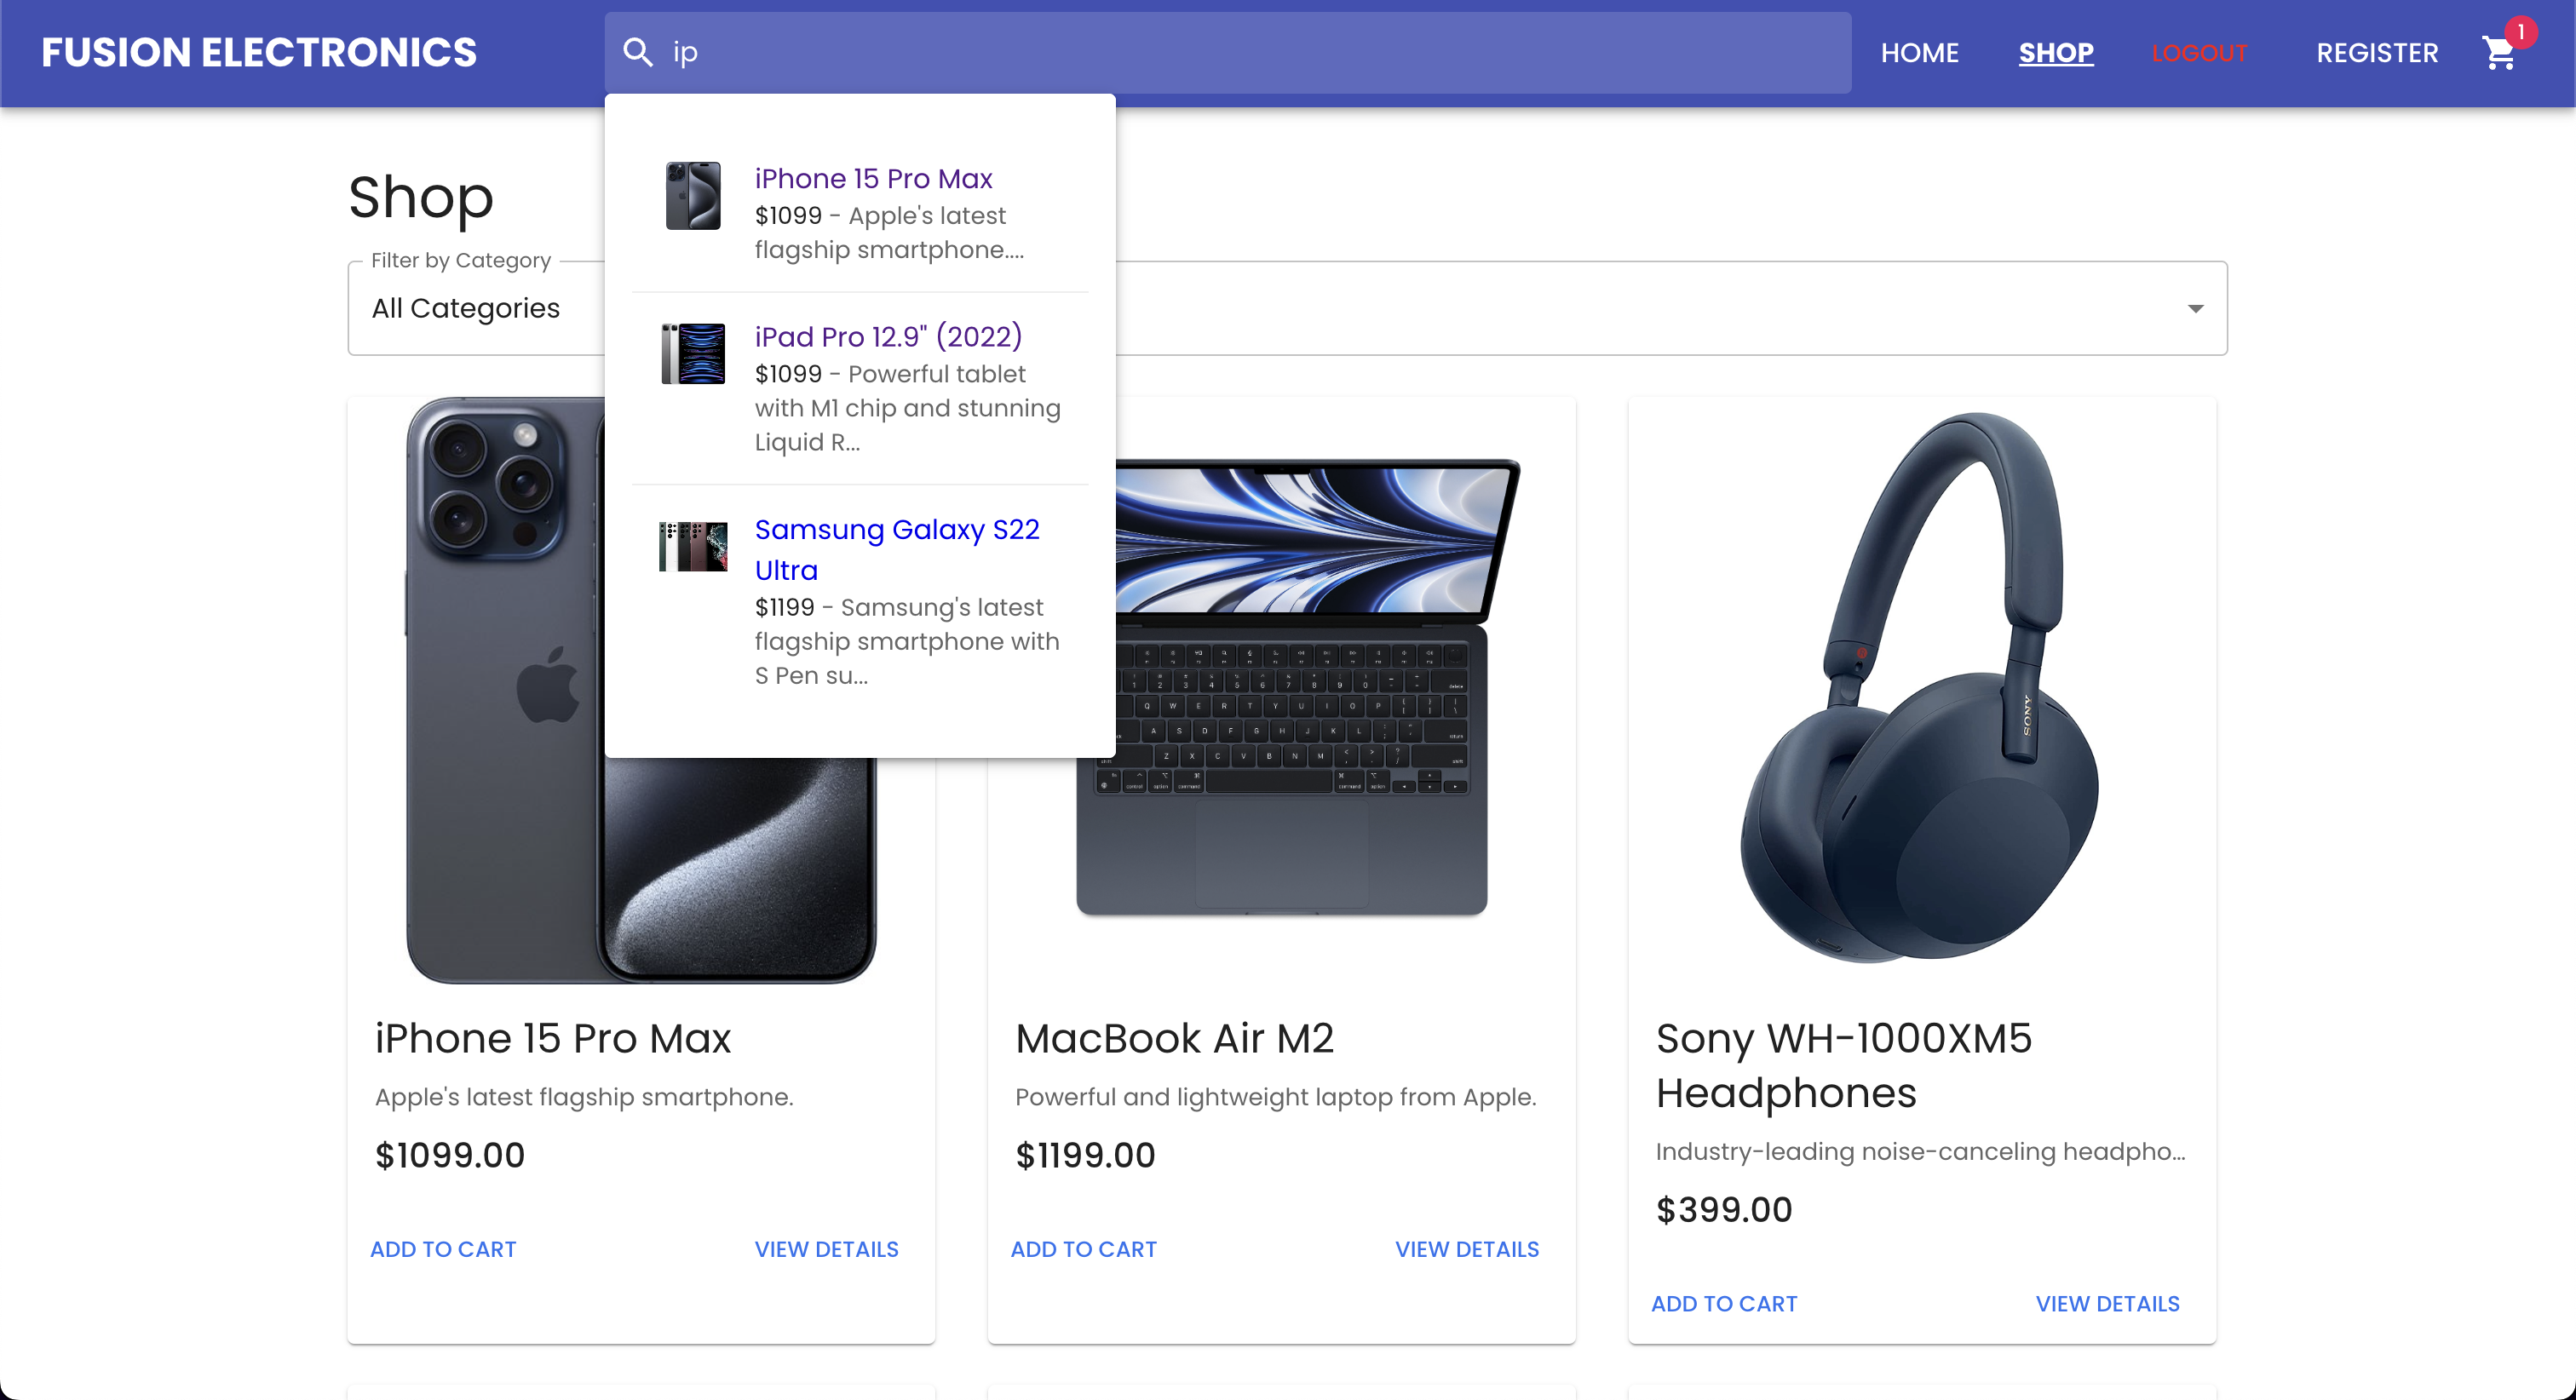 FUSION ELECTRONICS
ip
HOME
SHOP
LOGOUT
REGISTER
1
iPhone 15 Pro Max
$1099 - Apple's latest
flagship smartphone....
iPad Pro 12.9" (2022)
$1099 - Powerful tablet
with M1 chip and stunning
Liquid R...
Samsung Galaxy S22
Ultra
$1199 - Samsung's latest
flagship smartphone with
S Pen su...
Shop
Filter by Category
All Categories
SONY
iPhone 15 Pro Max
Apple's latest flagship smartphone.
$1099.00
ADD TO CART
VIEW DETAILS
MacBook Air M2
Powerful and lightweight laptop from Apple.
$1199.00
ADD TO CART
VIEW DETAILS
Sony WH-1000XM5
Headphones
Industry-leading noise-canceling headpho...
$399.00
ADD TO CART
VIEW DETAILS